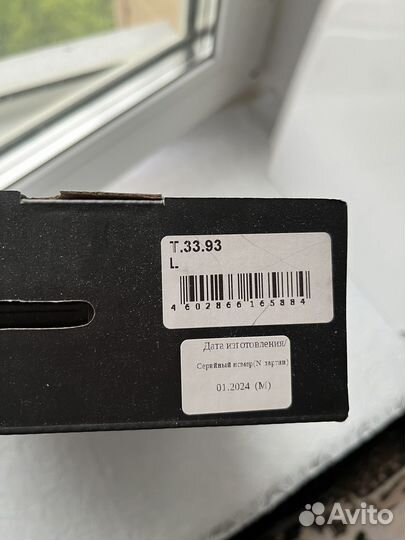 T.33.93
L.
4602866165884
Дата изготовления/
Серийный номер(N партии)
01.2024 (М)
Avito